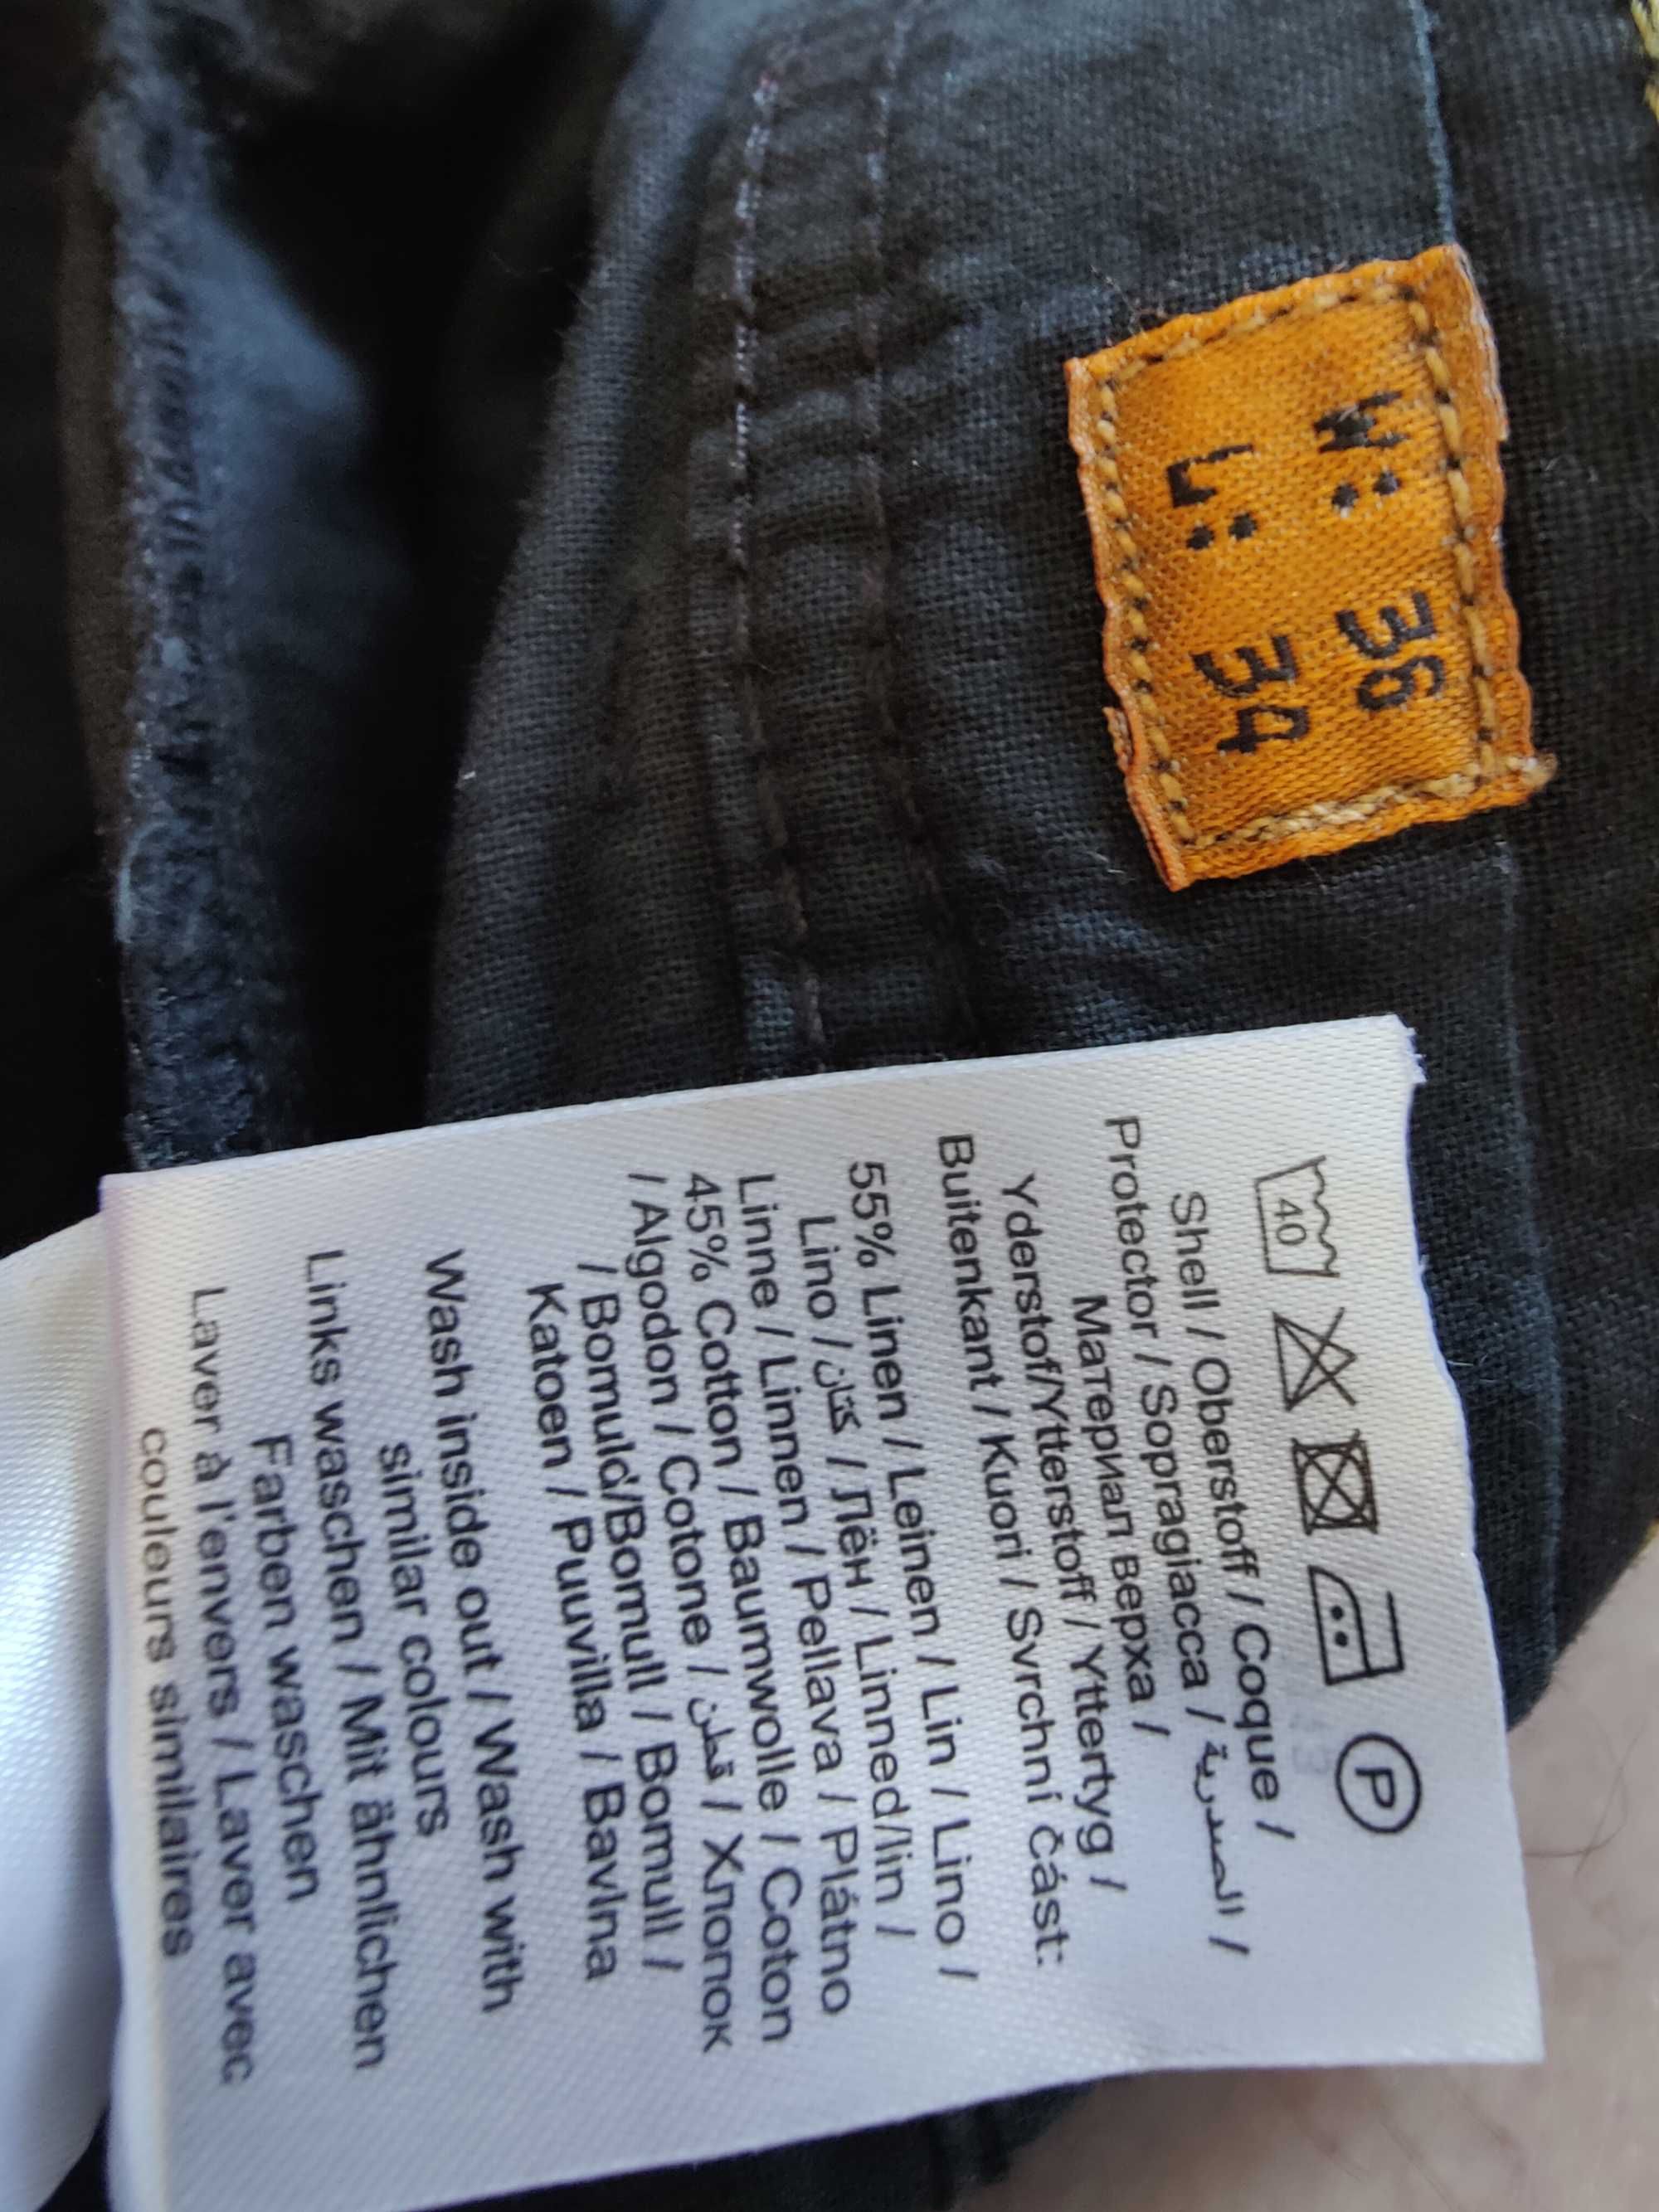 W: 36
L: 34
40
P
Shell / Oberstoff / Coque /
Protector / Sopragiacca / الصدرية /
Материал верха /
Yderstof/Ytterstoff / Yttertyg /
Buitenkant / Kuori / Svrchní část:
55% Linen / Leinen / Lin / Lino /
Lino / كتان / Лён / Linned/lin /
Linne / Linnen / Pellava / Plátno
45% Cotton / Baumwolle / Coton
/ Algodon / Cotone / قطن / Хлопок
/ Bomuld/Bomull / Bomull /
Katoen / Puuvilla / Bavlna
Wash inside out / Wash with
similar colours
Links waschen / Mit ähnlichen
Farben waschen
Laver à l'envers / Laver avec
couleurs similaires